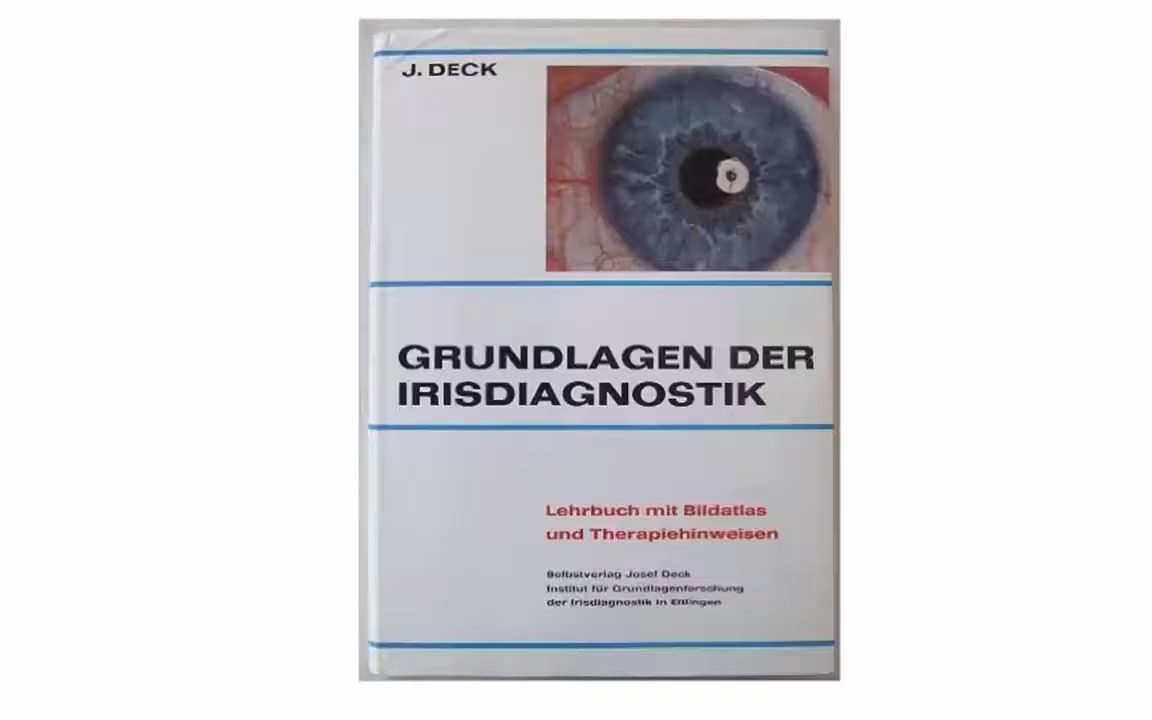 J. DECK
GRUNDLAGEN DER
IRISDIAGNOSTIK
Lehrbuch mit Bildatlas
und Therapiehinweisen
Selbstverlag Josef Deck
Institut für Grundlagenforschung
der Irisdiagnostik in Ettlingen